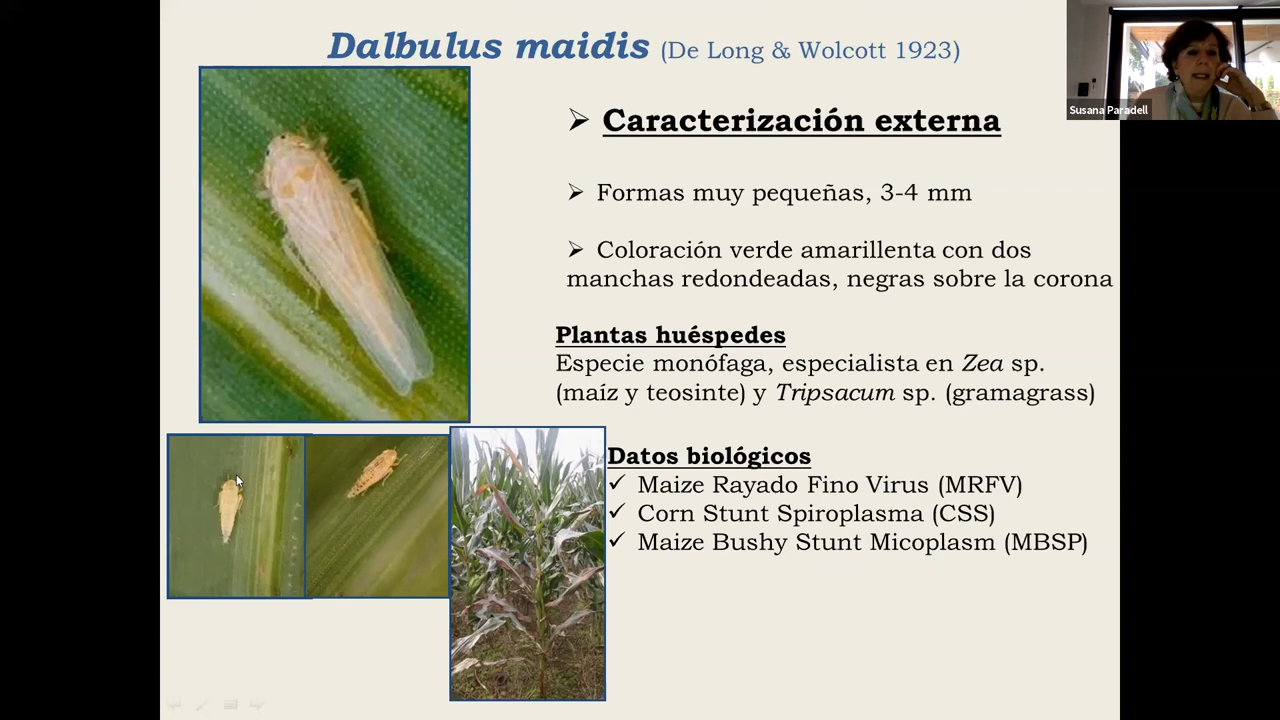 Dalbulus maidis (De Long & Wolcott 1923)
Susana Paradell
➢ Caracterización externa
➢ Formas muy pequeñas, 3-4 mm
➢ Coloración verde amarillenta con dos
manchas redondeadas, negras sobre la corona
Plantas huéspedes
Especie monófaga, especialista en Zea sp.
(maíz y teosinte) y Tripsacum sp. (gramagrass)
Datos biológicos
✓ Maize Rayado Fino Virus (MRFV)
✓ Corn Stunt Spiroplasma (CSS)
✓ Maize Bushy Stunt Micoplasm (MBSP)